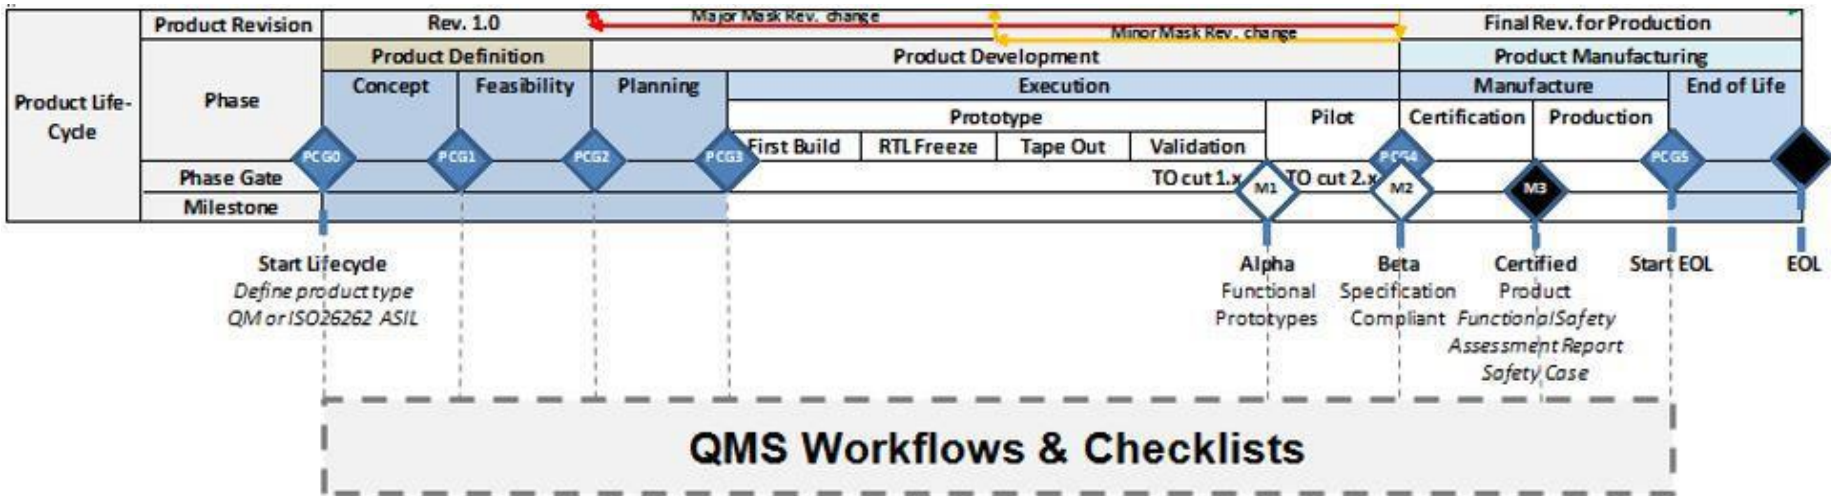 Product Revision
Rev. 1.0
Major Mask Rev. change
Minor Mask Rev. change
Final Rev. for Production
Product Life-
Cycle
Phase
Product Definition
Product Development
Product Manufacturing
Concept
Feasibility
Planning
Execution
Manufacture
End of Life
Prototype
Pilot
Certification
Production
First Build
RTL Freeze
Tape Out
Validation
PCG0
PCG1
PCG2
PCG3
PCG4
PCG5
Phase Gate
TO cut 1.x
TO cut 2.x
M1
M2
M3
Milestone
Start Lifecycle
Define product type
QM or ISO26262 ASIL
Alpha
Functional
Prototypes
Beta
Specification
Compliant
Certified
Product
Functional Safety
Assessment Report
Safety Case
Start EOL
EOL
QMS Workflows & Checklists